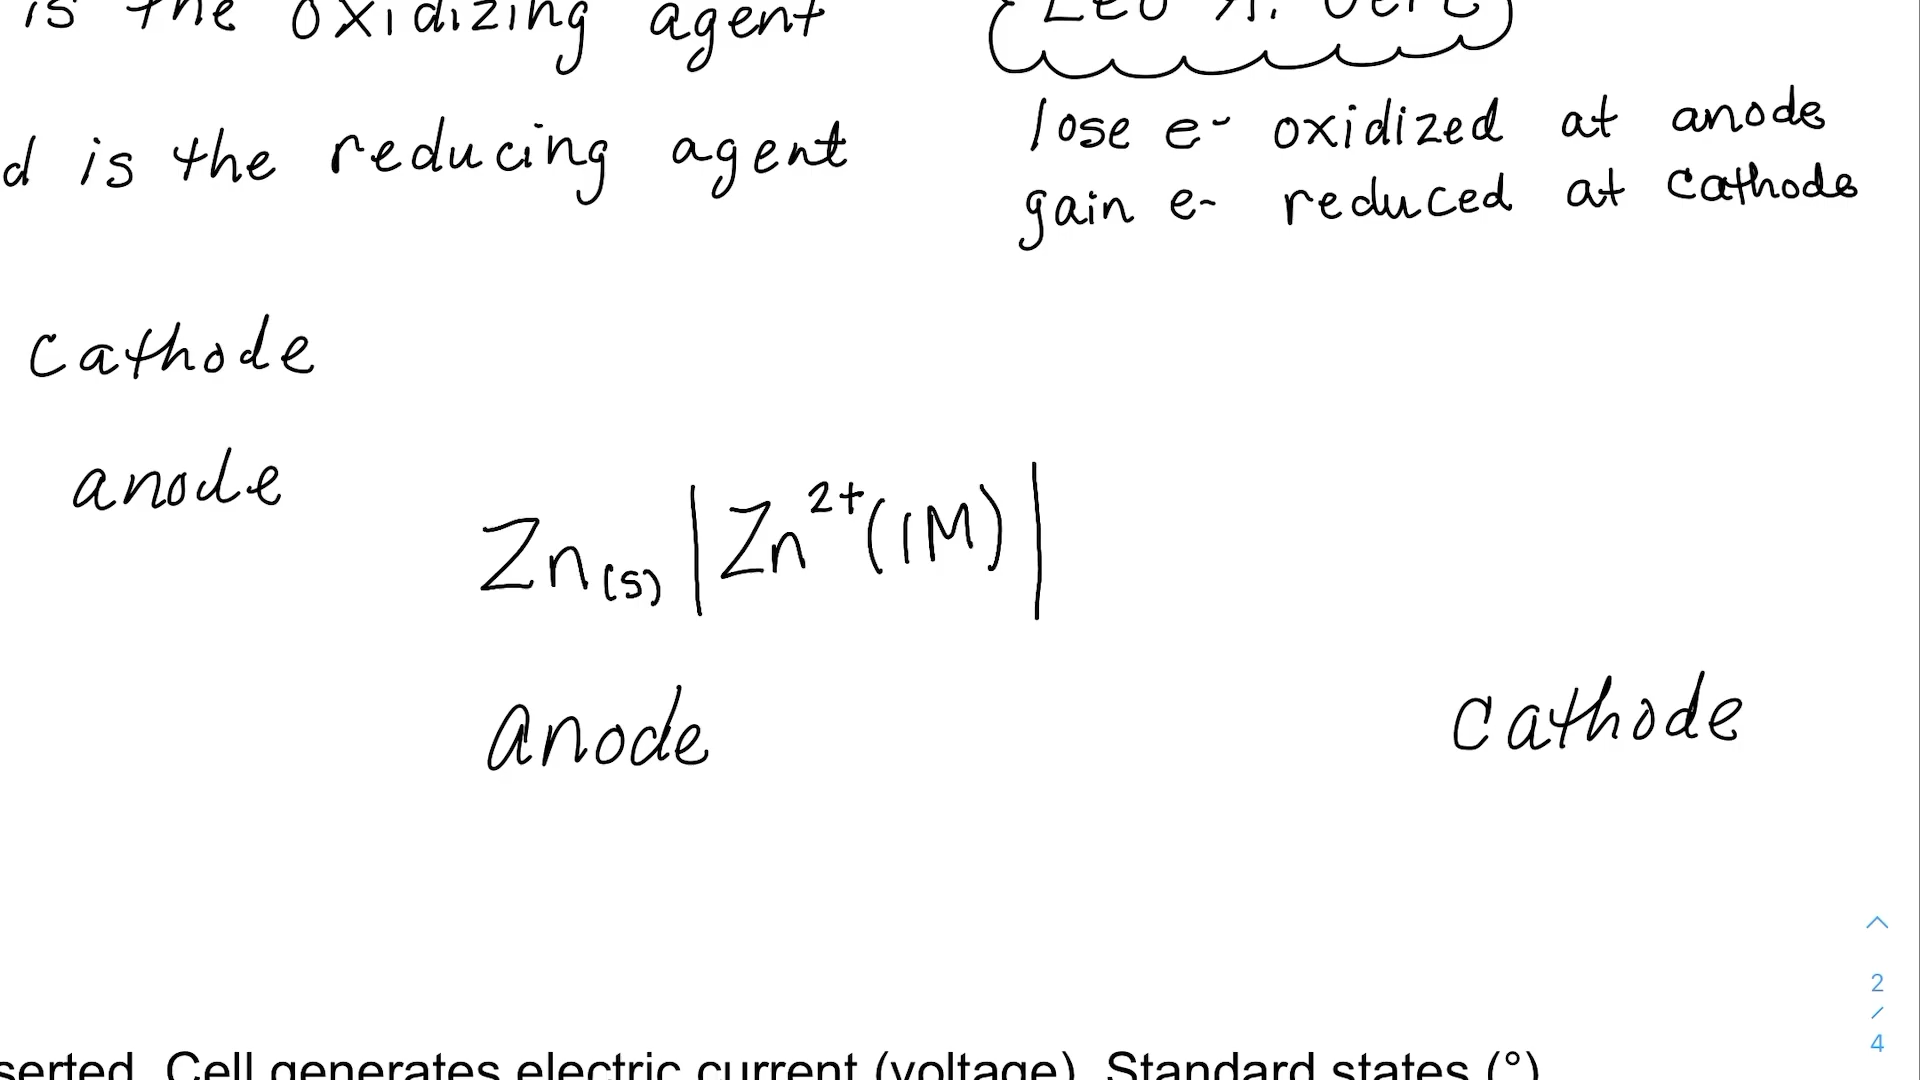 is the oxidizing agent
d is the reducing agent
lose e- oxidized at anode
gain e- reduced at cathode
cathode
anode
Zn(s) | Zn²⁺(1M) |
anode
cathode
2
/
4
serted. Cell generates electric current (voltage). Standard states (°)